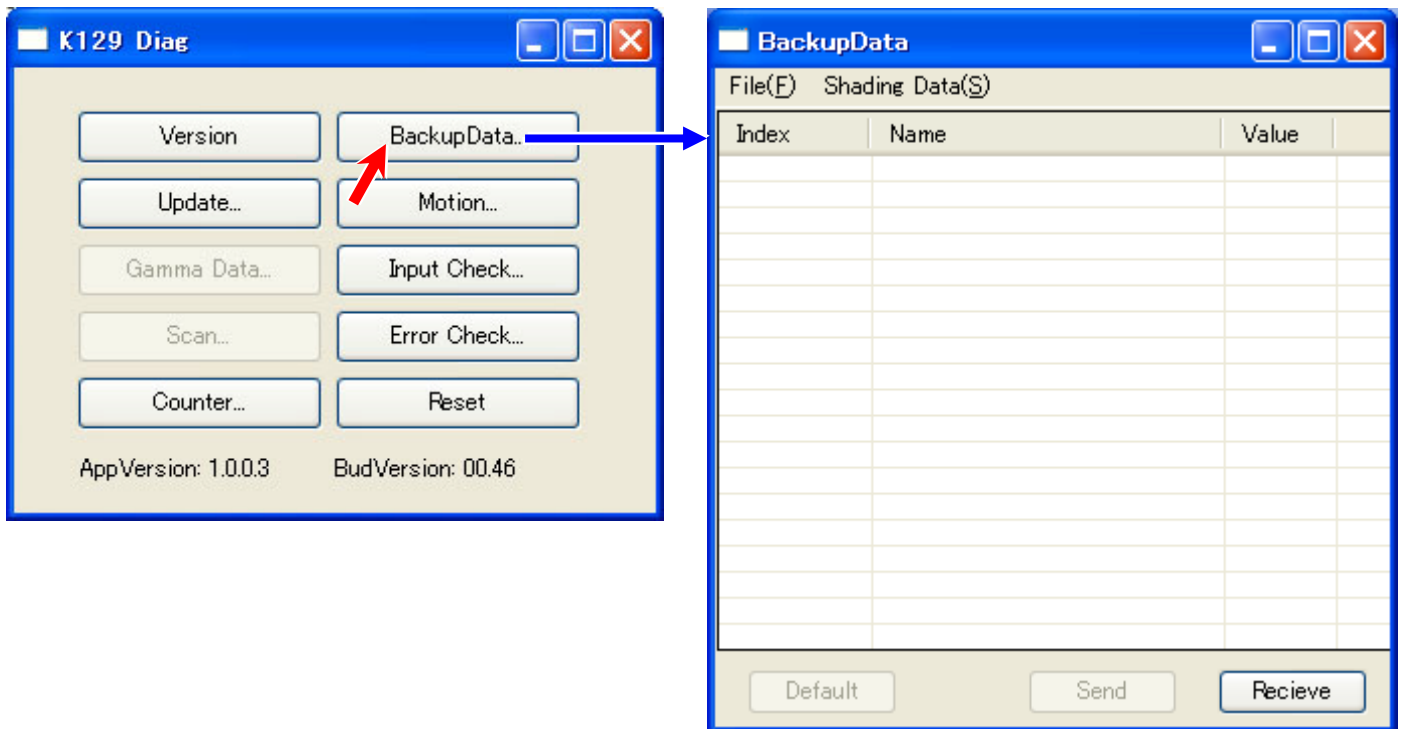 K129 Diag
Version
BackupData..
Update...
Motion...
Gamma Data...
Input Check...
Scan...
Error Check...
Counter...
Reset
AppVersion: 1.0.0.3
BudVersion: 00.46
BackupData
File(F) Shading Data(S)
Index Name Value
Default Send Recieve